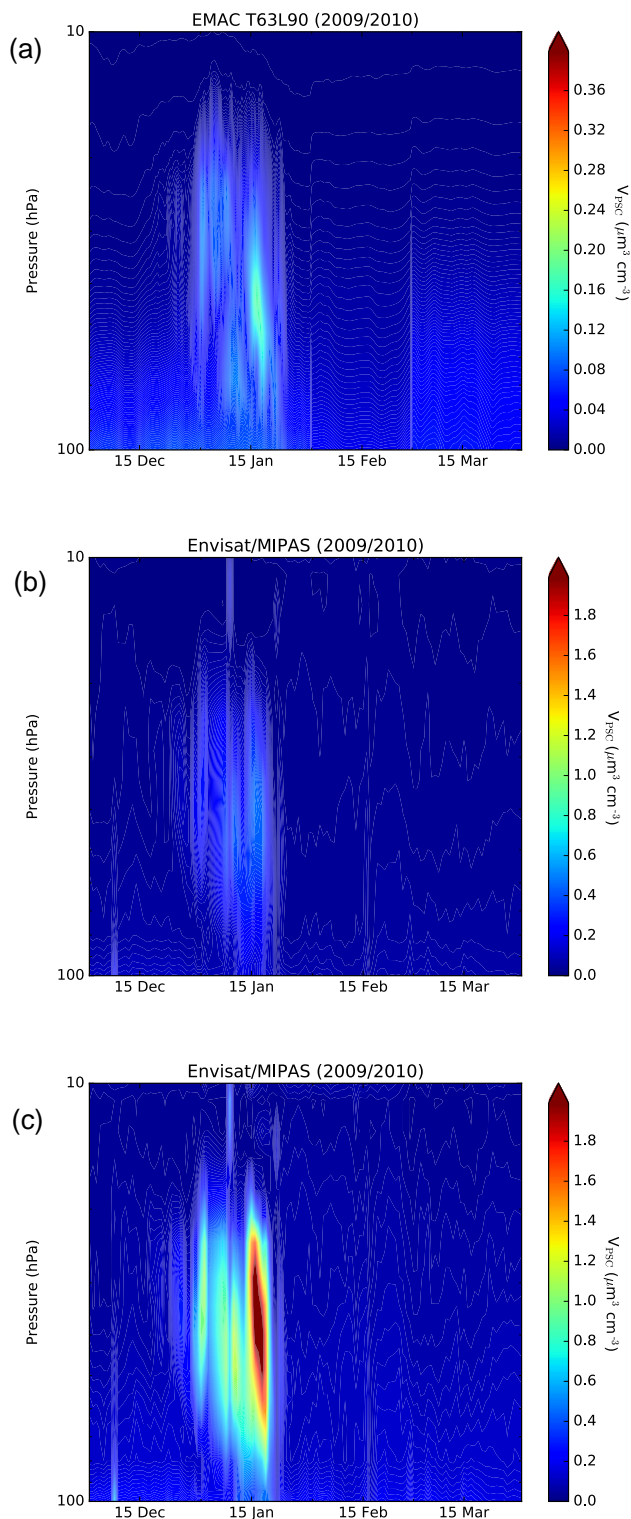 EMAC T63L90 (2009/2010)
(a)
10
Pressure (hPa)
100
15 Dec
15 Jan
15 Feb
15 Mar
0.36
0.32
0.28
0.24
0.20
0.16
0.12
0.08
0.04
0.00
V_PSC (μm³ cm⁻³)
Envisat/MIPAS (2009/2010)
(b)
10
Pressure (hPa)
100
15 Dec
15 Jan
15 Feb
15 Mar
1.8
1.6
1.4
1.2
1.0
0.8
0.6
0.4
0.2
0.0
V_PSC (μm³ cm⁻³)
Envisat/MIPAS (2009/2010)
(c)
10
Pressure (hPa)
100
15 Dec
15 Jan
15 Feb
15 Mar
1.8
1.6
1.4
1.2
1.0
0.8
0.6
0.4
0.2
0.0
V_PSC (μm³ cm⁻³)